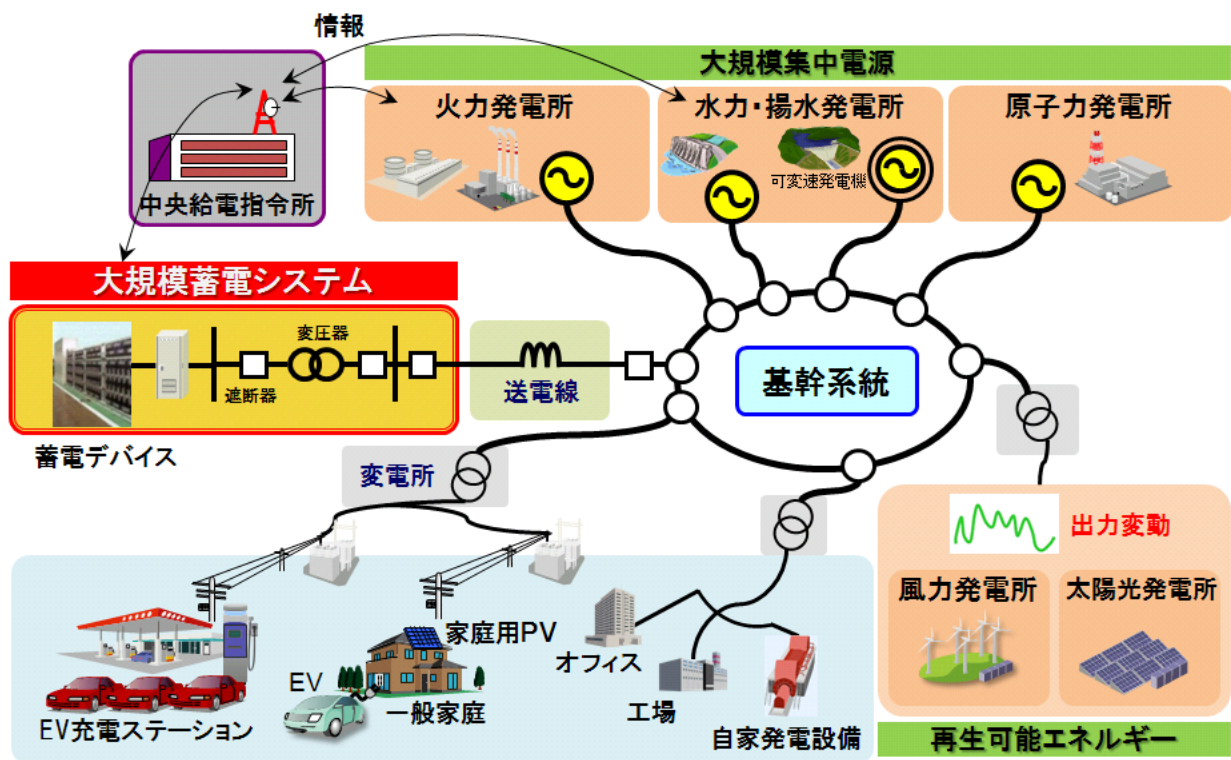 情報
大規模集中電源
火力発電所
水力・揚水発電所
可変速発電機
原子力発電所
中央給電指令所
大規模蓄電システム
変圧器
遮断器
蓄電デバイス
送電線
基幹系統
変電所
出力変動
風力発電所
太陽光発電所
再生可能エネルギー
家庭用PV
EV
一般家庭
EV充電ステーション
オフィス
工場
自家発電設備